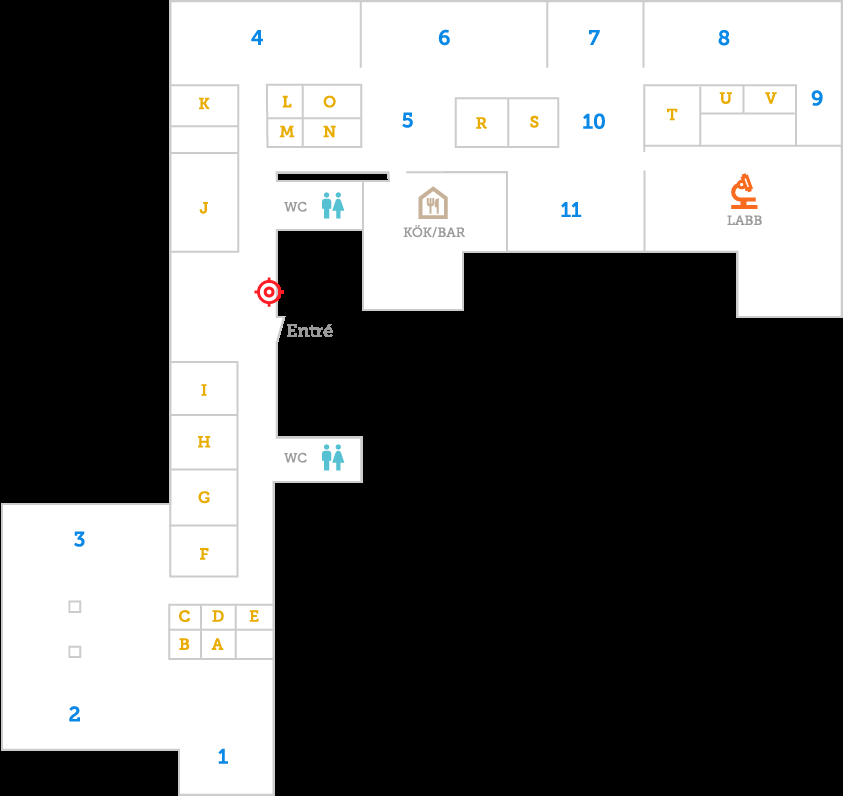 4 6 7 8
K L O U V 9
T
5 R S 10
M N
J WC 11 LABB
KÖK/BAR
Entré
I
H
WC
G
3 F
C D E
B A
2
1